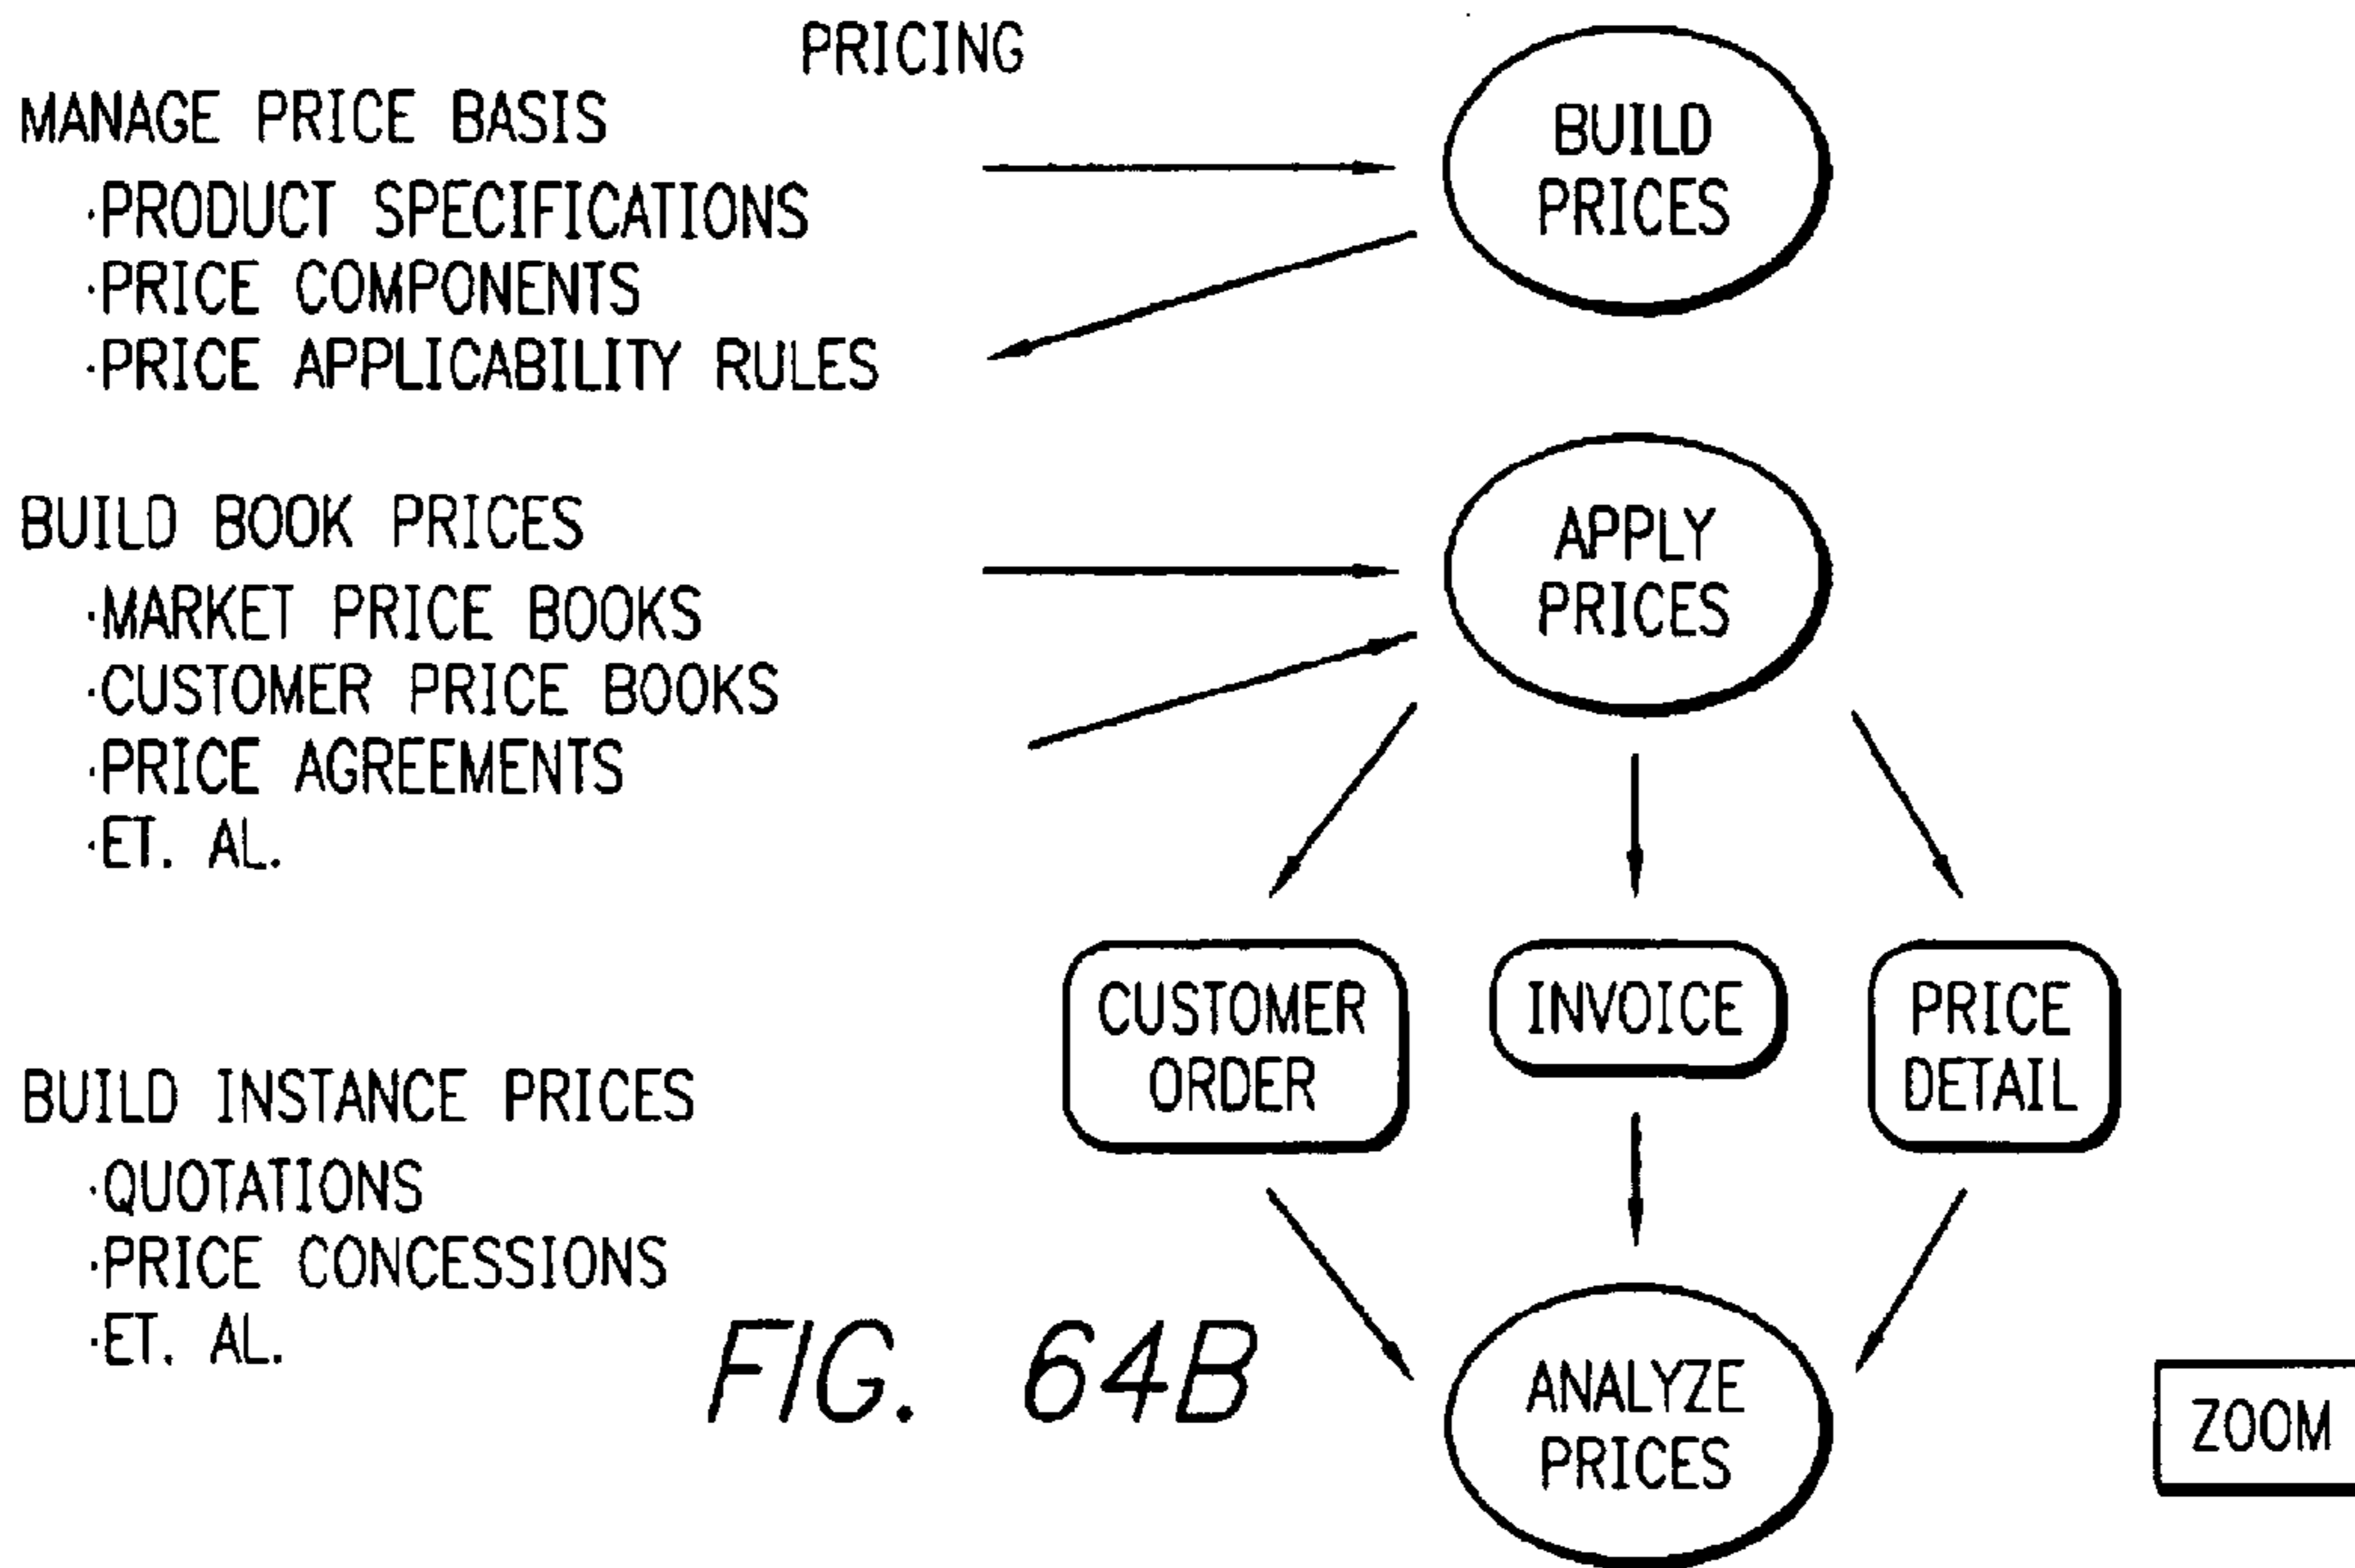 PRICING
MANAGE PRICE BASIS
·PRODUCT SPECIFICATIONS
·PRICE COMPONENTS
·PRICE APPLICABILITY RULES
BUILD
PRICES
BUILD BOOK PRICES
·MARKET PRICE BOOKS
·CUSTOMER PRICE BOOKS
·PRICE AGREEMENTS
·ET. AL.
APPLY
PRICES
CUSTOMER
ORDER
INVOICE
PRICE
DETAIL
BUILD INSTANCE PRICES
·QUOTATIONS
·PRICE CONCESSIONS
·ET. AL.
ANALYZE
PRICES
ZOOM
FIG. 64B